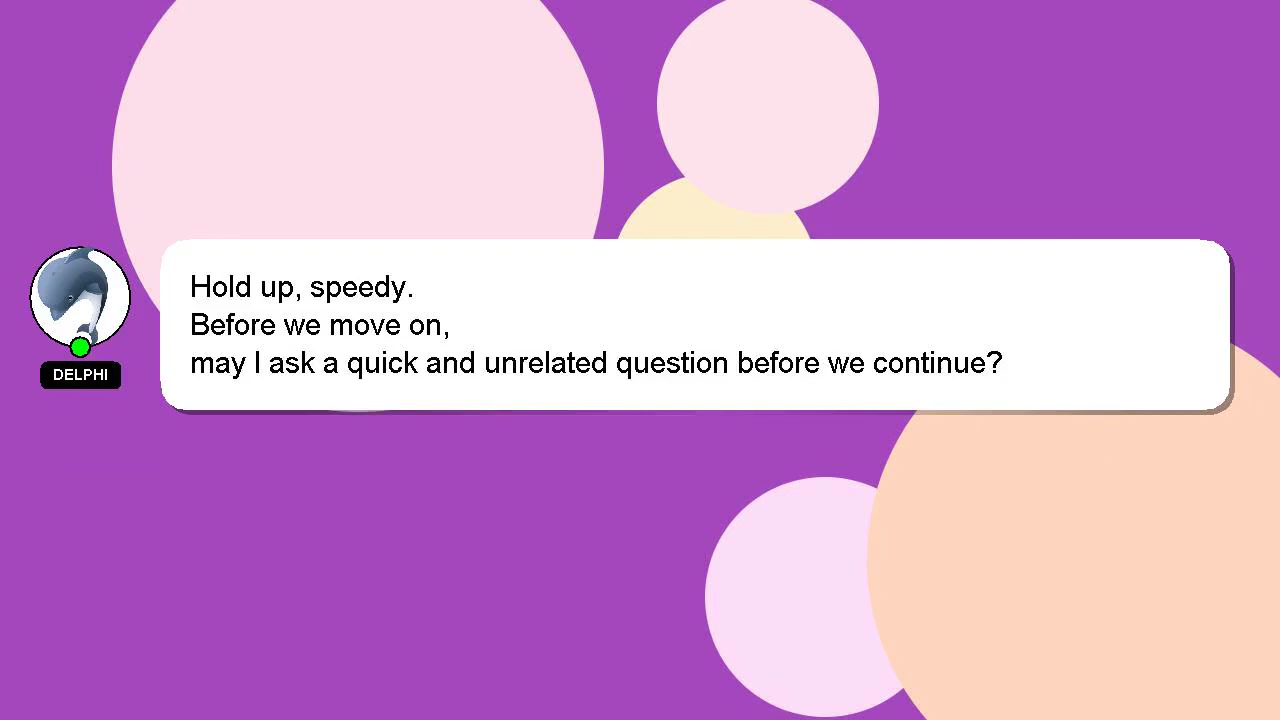 Hold up, speedy.
Before we move on,
may I ask a quick and unrelated question before we continue?
DELPHI